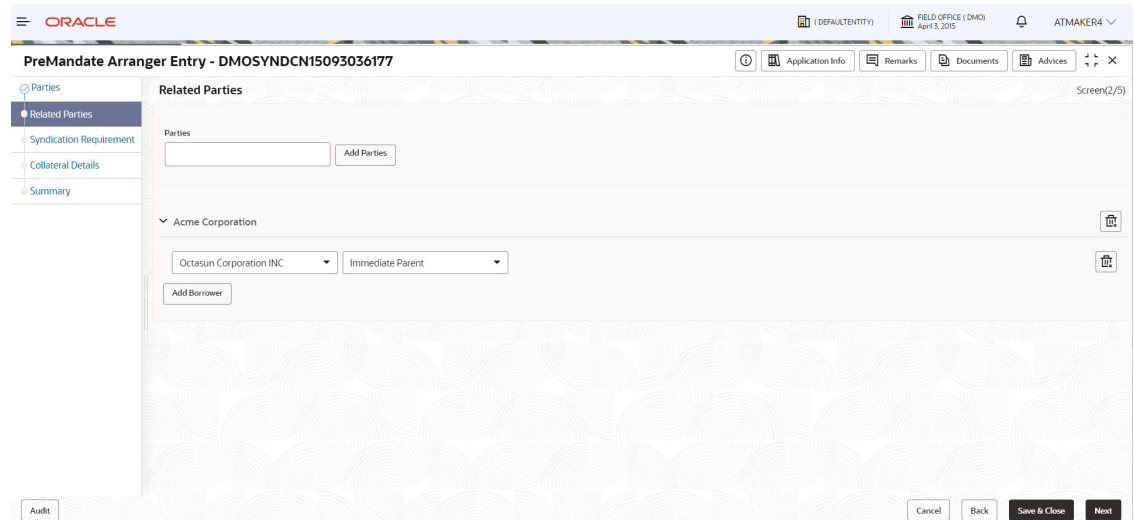 ORACLE
( DEFAULTENTITY)
FIELD OFFICE ( DMO)
April 3, 2015
ATMAKER4
PreMandate Arranger Entry - DMOSYNDCN15093036177
Application Info
Remarks
Documents
Advices
Parties
Related Parties
Syndication Requirement
Collateral Details
Summary
Related Parties
Screen(2/5)
Parties
Add Parties
Acme Corporation
Octasun Corporation INC
Immediate Parent
Add Borrower
Audit
Cancel
Back
Save & Close
Next